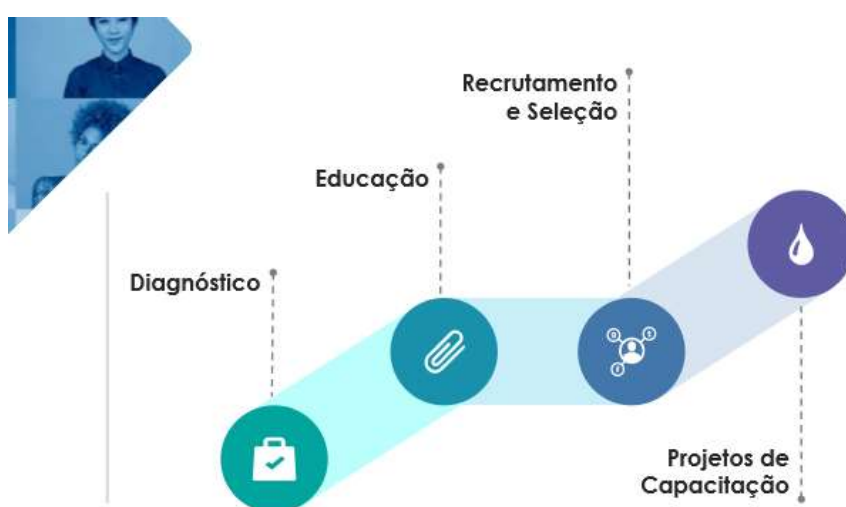 Diagnóstico
Educação
Recrutamento
e Seleção
Projetos de
Capacitação